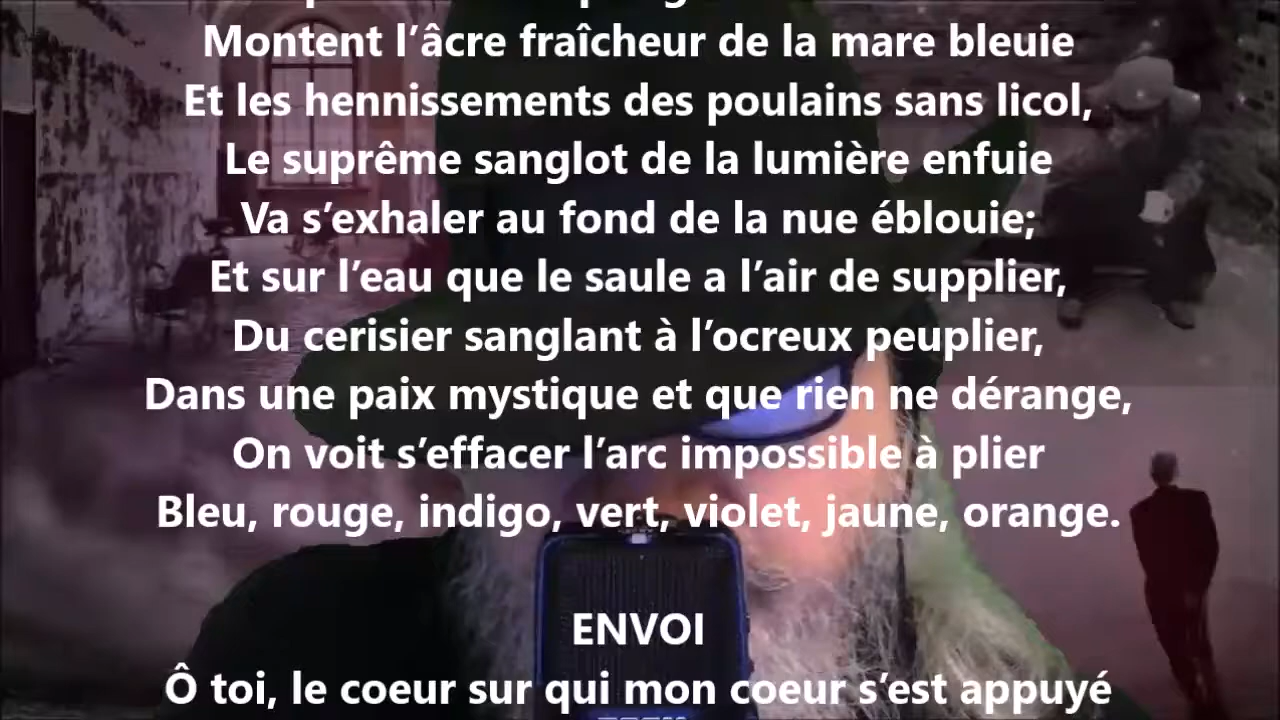 Montent l’âcre fraîcheur de la mare bleuie
Et les hennissements des poulains sans licol,
Le suprême sanglot de la lumière enfuie
Va s’exhaler au fond de la nue éblouie;
Et sur l’eau que le saule a l’air de supplier,
Du cerisier sanglant à l’ocreux peuplier,
Dans une paix mystique et que rien ne dérange,
On voit s’effacer l’arc impossible à plier
Bleu, rouge, indigo, vert, violet, jaune, orange.
ENVOI
Ô toi, le coeur sur qui mon coeur s’est appuyé